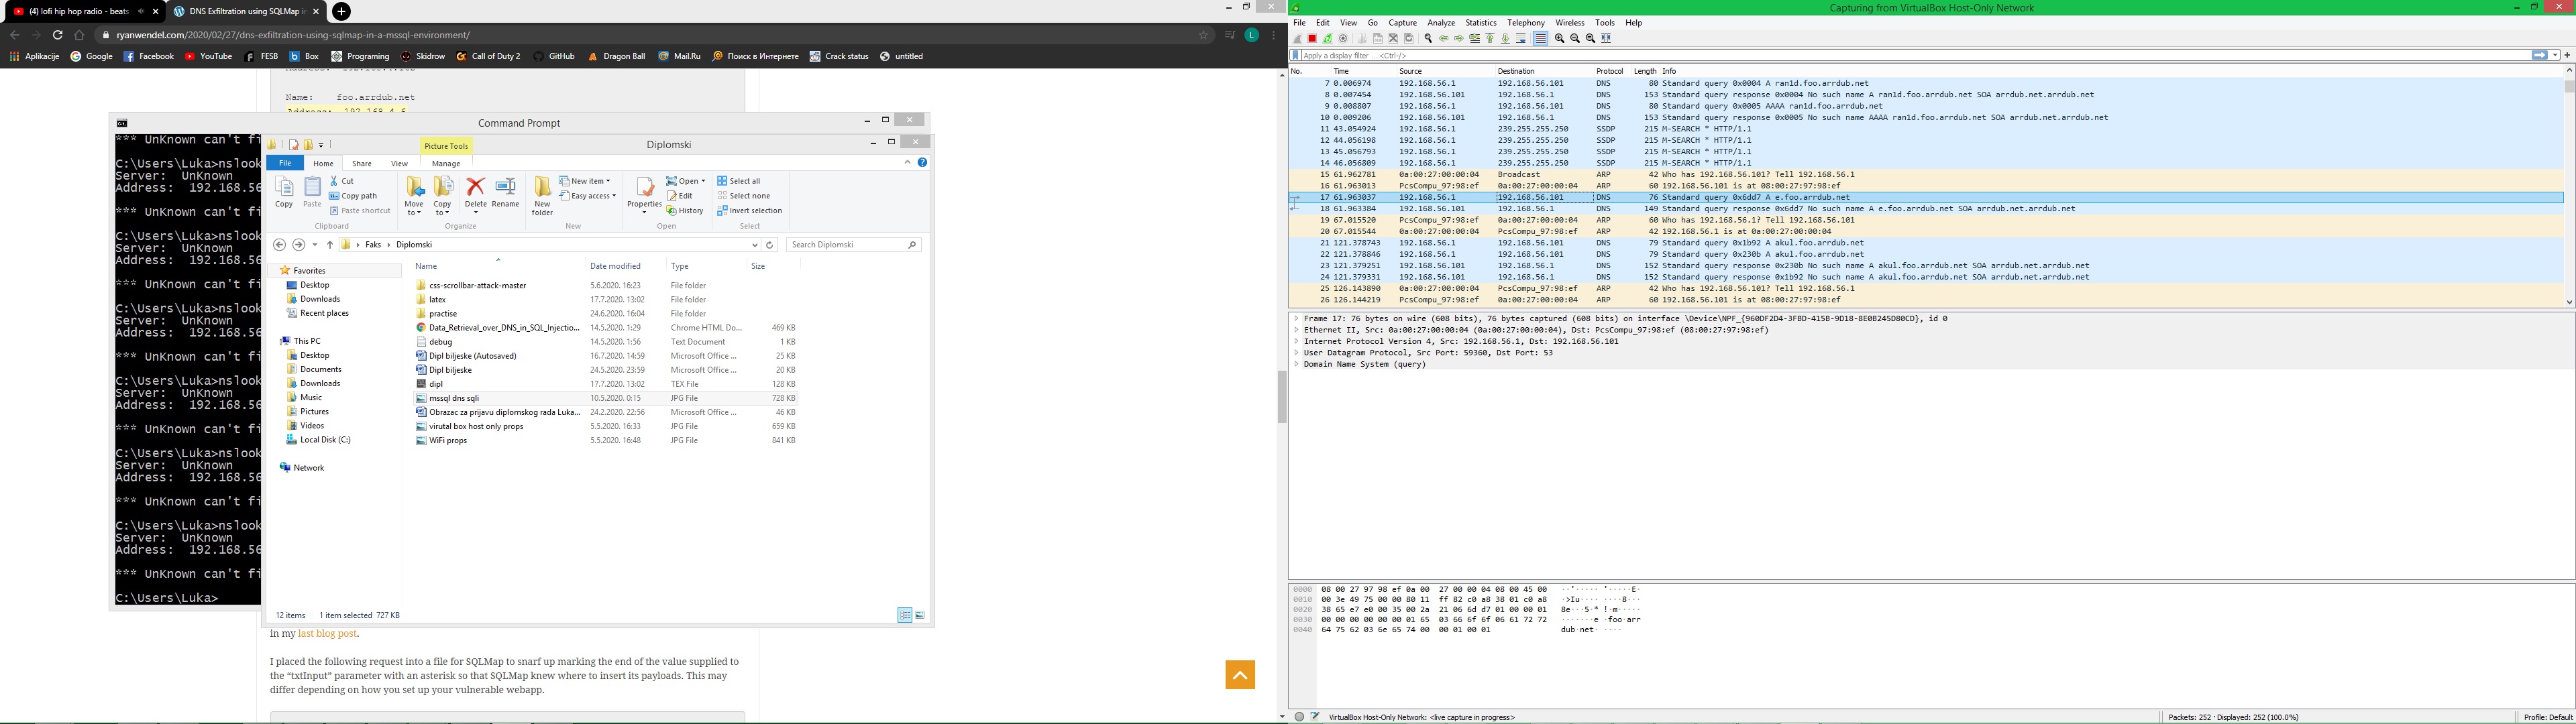 (4) lofi hip hop radio - beats
DNS Exfiltration using SQLMap i
ryanwendel.com/2020/02/27/dns-exfiltration-using-sqlmap-in-a-mssql-environment/
Aplikacije Google Facebook YouTube FESB Box Programing Skidrow Call of Duty 2 GitHub Dragon Ball Mail.Ru Поиск в Интернете Crack status untitled
Name: foo.arrdub.net
Address: 192.168.4.6
Command Prompt
*** UnKnown can't fi
C:\Users\Luka>nslook
Server: UnKnown
Address: 192.168.56
*** UnKnown can't fi
C:\Users\Luka>nslook
Server: UnKnown
Address: 192.168.56
*** UnKnown can't fi
C:\Users\Luka>nslook
Server: UnKnown
Address: 192.168.56
*** UnKnown can't fi
C:\Users\Luka>nslook
Server: UnKnown
Address: 192.168.56
*** UnKnown can't fi
C:\Users\Luka>nslook
Server: UnKnown
Address: 192.168.56
*** UnKnown can't fi
C:\Users\Luka>nslook
Server: UnKnown
Address: 192.168.56
*** UnKnown can't fi
C:\Users\Luka>
Picture Tools
Diplomski
File Home Share View Manage
Copy
Paste
Cut
Copy path
Paste shortcut
Clipboard
Move to
Copy to
Delete
Rename
Organize
New folder
New item
Easy access
New
Properties
Open
Edit
History
Open
Select all
Select none
Invert selection
Select
Faks Diplomski
Search Diplomski
Favorites
Desktop
Downloads
Recent places
This PC
Desktop
Documents
Downloads
Music
Pictures
Videos
Local Disk (C:)
Network
Name Date modified Type Size
css-scrollbar-attack-master 5.6.2020. 16:23 File folder
latex 17.7.2020. 13:02 File folder
practise 24.6.2020. 16:04 File folder
Data_Retrieval_over_DNS_in_SQL_Injectio... 14.5.2020. 1:29 Chrome HTML Do... 469 KB
debug 14.5.2020. 1:56 Text Document 1 KB
Dipl biljeske (Autosaved) 16.7.2020. 14:59 Microsoft Office ... 25 KB
Dipl biljeske 24.5.2020. 23:59 Microsoft Office ... 20 KB
dipl 17.7.2020. 13:02 TEX File 128 KB
mssql dns sqli 10.5.2020. 0:15 JPG File 728 KB
Obrazac za prijavu diplomskog rada Luka... 24.2.2020. 22:56 Microsoft Office ... 46 KB
virutal box host only props 5.5.2020. 16:33 JPG File 659 KB
WiFi props 5.5.2020. 16:48 JPG File 841 KB
12 items 1 item selected 727 KB
in my last blog post.
I placed the following request into a file for SQLMap to snarf up marking the end of the value supplied to
the “txtInput” parameter with an asterisk so that SQLMap knew where to insert its payloads. This may
differ depending on how you set up your vulnerable webapp.
Capturing from VirtualBox Host-Only Network
File Edit View Go Capture Analyze Statistics Telephony Wireless Tools Help
Apply a display filter ... <Ctrl-/>
No. Time Source Destination Protocol Length Info
7 0.006974 192.168.56.1 192.168.56.101 DNS 80 Standard query 0x0004 A ran1d.foo.arrdub.net
8 0.007454 192.168.56.101 192.168.56.1 DNS 153 Standard query response 0x0004 No such name A ran1d.foo.arrdub.net SOA arrdub.net.arrdub.net
9 0.008807 192.168.56.1 192.168.56.101 DNS 80 Standard query 0x0005 AAAA ran1d.foo.arrdub.net
10 0.009206 192.168.56.101 192.168.56.1 DNS 153 Standard query response 0x0005 No such name AAAA ran1d.foo.arrdub.net SOA arrdub.net.arrdub.net
11 43.054924 192.168.56.1 239.255.255.250 SSDP 215 M-SEARCH * HTTP/1.1
12 44.056198 192.168.56.1 239.255.255.250 SSDP 215 M-SEARCH * HTTP/1.1
13 45.056793 192.168.56.1 239.255.255.250 SSDP 215 M-SEARCH * HTTP/1.1
14 46.056809 192.168.56.1 239.255.255.250 SSDP 215 M-SEARCH * HTTP/1.1
15 61.962781 0a:00:27:00:00:04 Broadcast ARP 42 Who has 192.168.56.101? Tell 192.168.56.1
16 61.963013 PcsCompu_97:98:ef 0a:00:27:00:00:04 ARP 60 192.168.56.101 is at 08:00:27:97:98:ef
17 61.963037 192.168.56.1 192.168.56.101 DNS 76 Standard query 0x6dd7 A e.foo.arrdub.net
18 61.963384 192.168.56.101 192.168.56.1 DNS 149 Standard query response 0x6dd7 No such name A e.foo.arrdub.net SOA arrdub.net.arrdub.net
19 67.015520 PcsCompu_97:98:ef 0a:00:27:00:00:04 ARP 60 Who has 192.168.56.1? Tell 192.168.56.101
20 67.015544 0a:00:27:00:00:04 PcsCompu_97:98:ef ARP 42 192.168.56.1 is at 0a:00:27:00:00:04
21 121.378743 192.168.56.1 192.168.56.101 DNS 79 Standard query 0x1b92 A akul.foo.arrdub.net
22 121.378846 192.168.56.1 192.168.56.101 DNS 79 Standard query 0x230b A akul.foo.arrdub.net
23 121.379251 192.168.56.101 192.168.56.1 DNS 152 Standard query response 0x230b No such name A akul.foo.arrdub.net SOA arrdub.net.arrdub.net
24 121.379331 192.168.56.101 192.168.56.1 DNS 152 Standard query response 0x1b92 No such name A akul.foo.arrdub.net SOA arrdub.net.arrdub.net
25 126.143890 0a:00:27:00:00:04 PcsCompu_97:98:ef ARP 42 Who has 192.168.56.101? Tell 192.168.56.1
26 126.144219 PcsCompu_97:98:ef 0a:00:27:00:00:04 ARP 60 192.168.56.101 is at 08:00:27:97:98:ef
Frame 17: 76 bytes on wire (608 bits), 76 bytes captured (608 bits) on interface \Device\NPF_{960DF2D4-3FBD-415B-9D18-8E0B245D80CD}, id 0
Ethernet II, Src: 0a:00:27:00:00:04 (0a:00:27:00:00:04), Dst: PcsCompu_97:98:ef (08:00:27:97:98:ef)
Internet Protocol Version 4, Src: 192.168.56.1, Dst: 192.168.56.101
User Datagram Protocol, Src Port: 59360, Dst Port: 53
Domain Name System (query)
0000 08 00 27 97 98 ef 0a 00 27 00 00 04 08 00 45 00 ··'····· '·····E·
0010 00 3e 49 75 00 00 80 11 ff 82 c0 a8 38 01 c0 a8 ·>Iu···· ····8···
0020 38 65 e7 e0 00 35 00 2a 21 06 6d d7 01 00 00 01 8e···5·* !·m·····
0030 00 00 00 00 00 00 01 65 03 66 6f 6f 06 61 72 72 ·······e ·foo·arr
0040 64 75 62 03 6e 65 74 00 00 01 00 01 dub·net· ····
VirtualBox Host-Only Network: <live capture in progress>
Packets: 252 · Displayed: 252 (100.0%)
Profile: Default